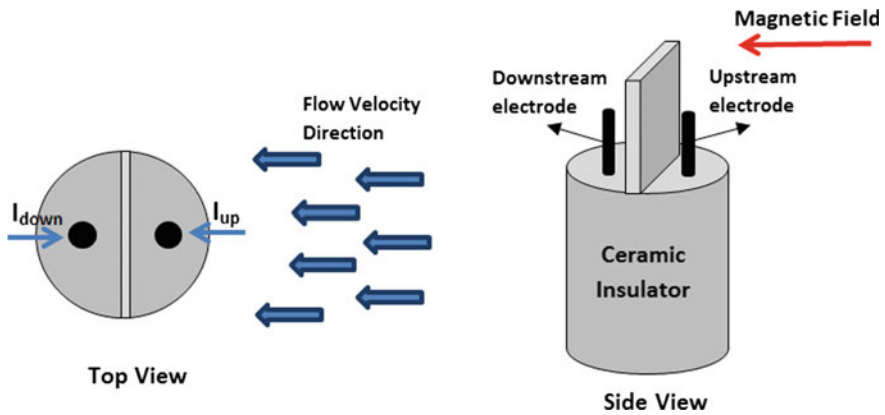 Flow Velocity
Direction
I_down
I_up
Top View
Magnetic Field
Downstream
electrode
Upstream
electrode
Ceramic
Insulator
Side View